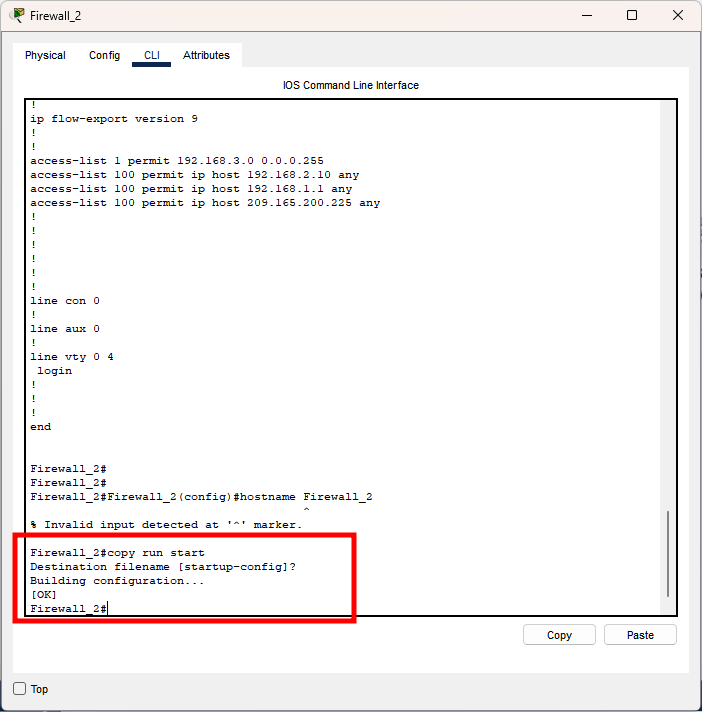 Firewall_2
Physical Config CLI Attributes
IOS Command Line Interface
!
ip flow-export version 9
!
!
access-list 1 permit 192.168.3.0 0.0.0.255
access-list 100 permit ip host 192.168.2.10 any
access-list 100 permit ip host 192.168.1.1 any
access-list 100 permit ip host 209.165.200.225 any
!
!
!
!
!
!
line con 0
!
line aux 0
!
line vty 0 4
 login
!
!
!
end
Firewall_2#
Firewall_2#
Firewall_2#Firewall_2(config)#hostname Firewall_2
^
% Invalid input detected at '^' marker.
Firewall_2#copy run start
Destination filename [startup-config]?
Building configuration...
[OK]
Firewall_2#
Copy Paste
Top